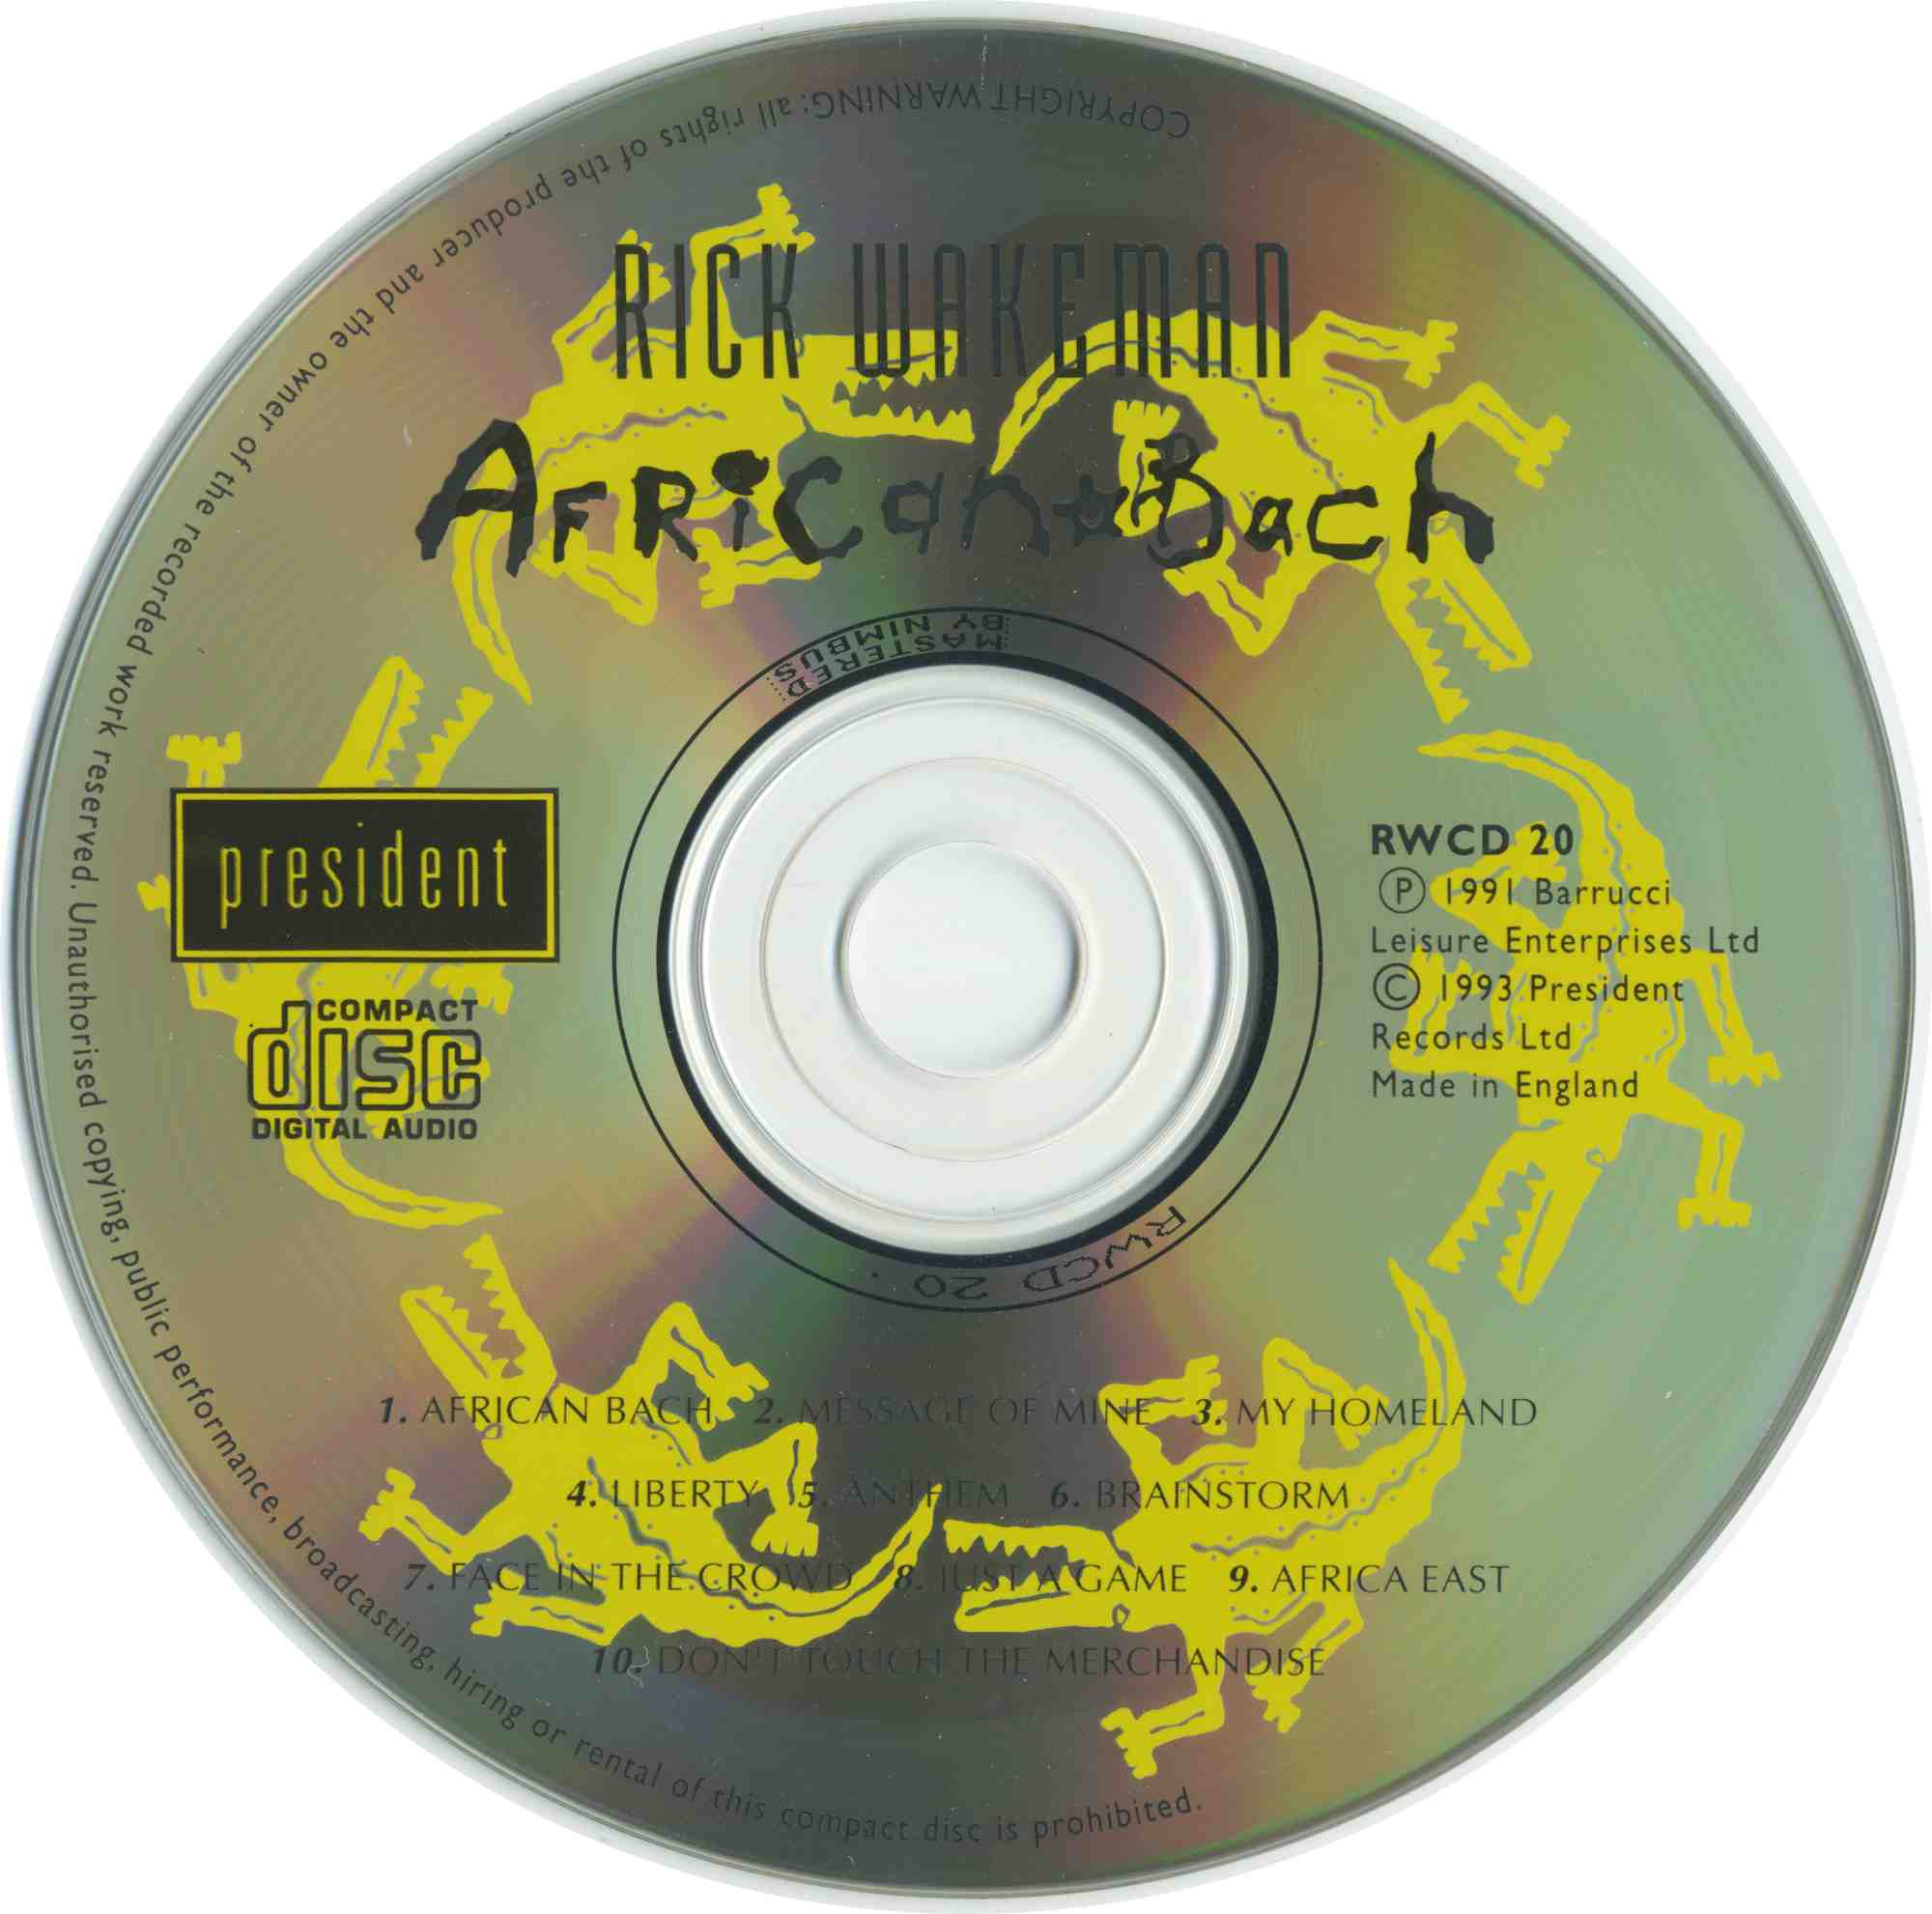 COPYRIGHT WARNING: all rights of the producer and the owner of the recorded work reserved. Unauthorised copying, public performance, broadcasting, hiring or rental of this compact disc is prohibited.
RICK WAKEMAN
AFRiCan Bach
MASTERED
BY NIMBUS
president
COMPACT
disc
DIGITAL AUDIO
RWCD 20
Ⓟ 1991 Barrucci
Leisure Enterprises Ltd
© 1993 President
Records Ltd
Made in England
RWCD 20
1. AFRICAN BACH 2. MESSAGE OF MINE 3. MY HOMELAND
4. LIBERTY 5. ANTHEM 6. BRAINSTORM
7. FACE IN THE CROWD 8. JUST A GAME 9. AFRICA EAST
10. DON'T TOUCH THE MERCHANDISE